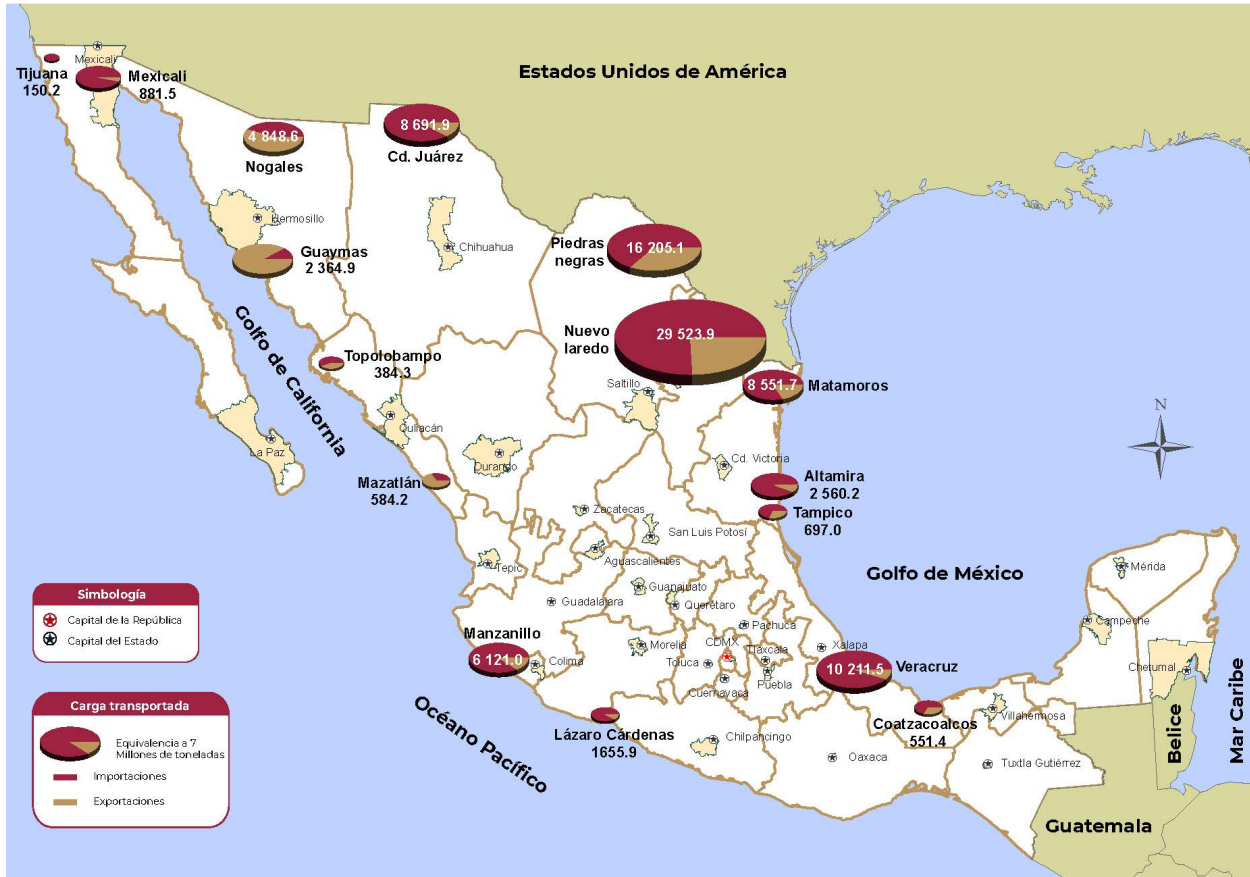 Mexicali
Tijuana
150.2
Mexicali
881.5
Estados Unidos de América
4 848.6
Nogales
8 691.9
Cd. Juárez
Hermosillo
Chihuahua
Guaymas
2 364.9
Piedras
negras
16 205.1
Golfo de California
Nuevo
laredo
29 523.9
Topolobampo
384.3
Saltillo
8 551.7
Matamoros
Culiacán
La Paz
Durango
Cd. Victoria
N
Mazatlán
584.2
Altamira
2 560.2
Tampico
697.0
Zacatecas
San Luis Potosí
Aguascalientes
Tepic
Golfo de México
Mérida
Guanajuato
Guadalajara
Querétaro
Simbología
Capital de la República
Capital del Estado
Manzanillo
6 121.0
Colima
Morelia
Pachuca
CDMX
Tlaxcala
Toluca
Puebla
Cuernavaca
Xalapa
10 211.5
Veracruz
Campeche
Chetumal
Coatzacoalcos
551.4
Villahermosa
Belice
Mar Caribe
Océano Pacífico
Lázaro Cárdenas
1655.9
Chilpancingo
Oaxaca
Tuxtla Gutiérrez
Guatemala
Carga transportada
Equivalencia a 7
Millones de toneladas
Importaciones
Exportaciones